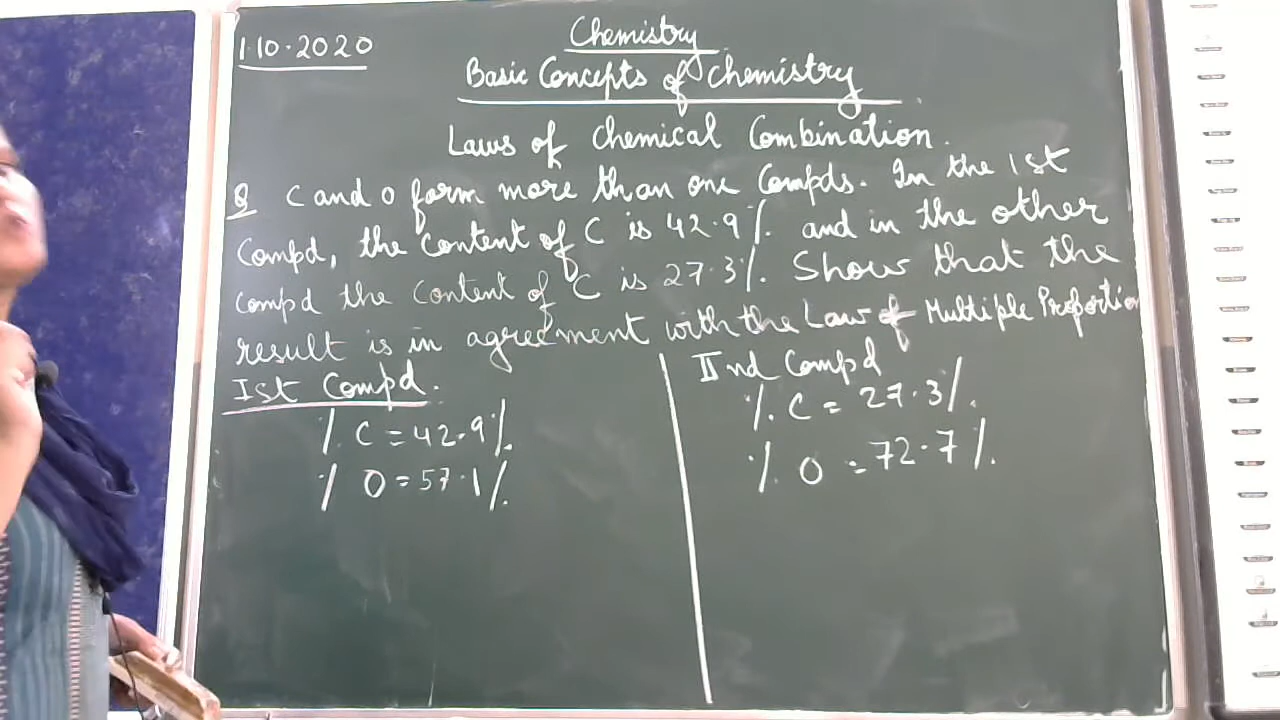 1.10.2020
Chemistry
Basic Concepts of Chemistry
Laws of Chemical Combination.
Q C and O form more than one Compds. In the 1st
Compd, the content of C is 42.9%. and in the other
compd the content of C is 27.3%. Show that the
result is in agreement with the Law of Multiple Proportion
Ist Compd.
% C = 42.9%.
% O = 57.1%.
IInd Compd
% C = 27.3%.
% O = 72.7%.